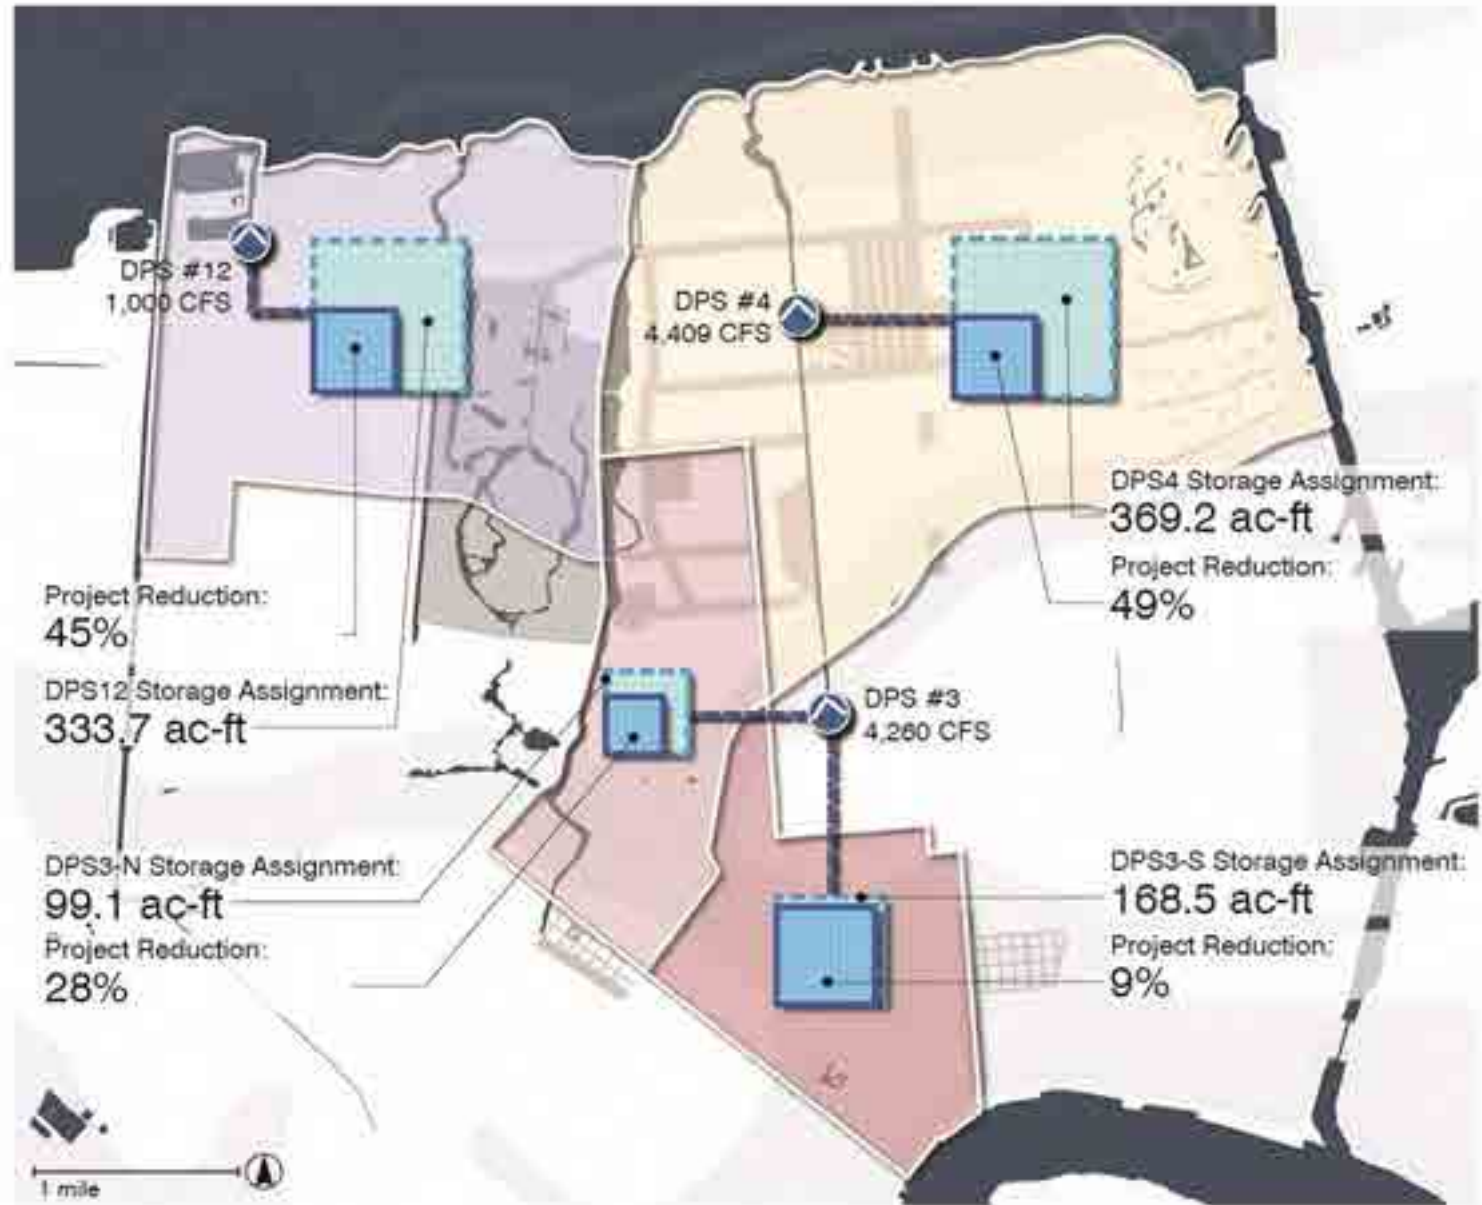 DPS #12
1,000 CFS
DPS #4
4,409 CFS
DPS4 Storage Assignment:
369.2 ac-ft
Project Reduction:
49%
Project Reduction:
45%
DPS12 Storage Assignment:
333.7 ac-ft
DPS #3
4,260 CFS
DPS3-N Storage Assignment:
99.1 ac-ft
Project Reduction:
28%
DPS3-S Storage Assignment:
168.5 ac-ft
Project Reduction:
9%
1 mile